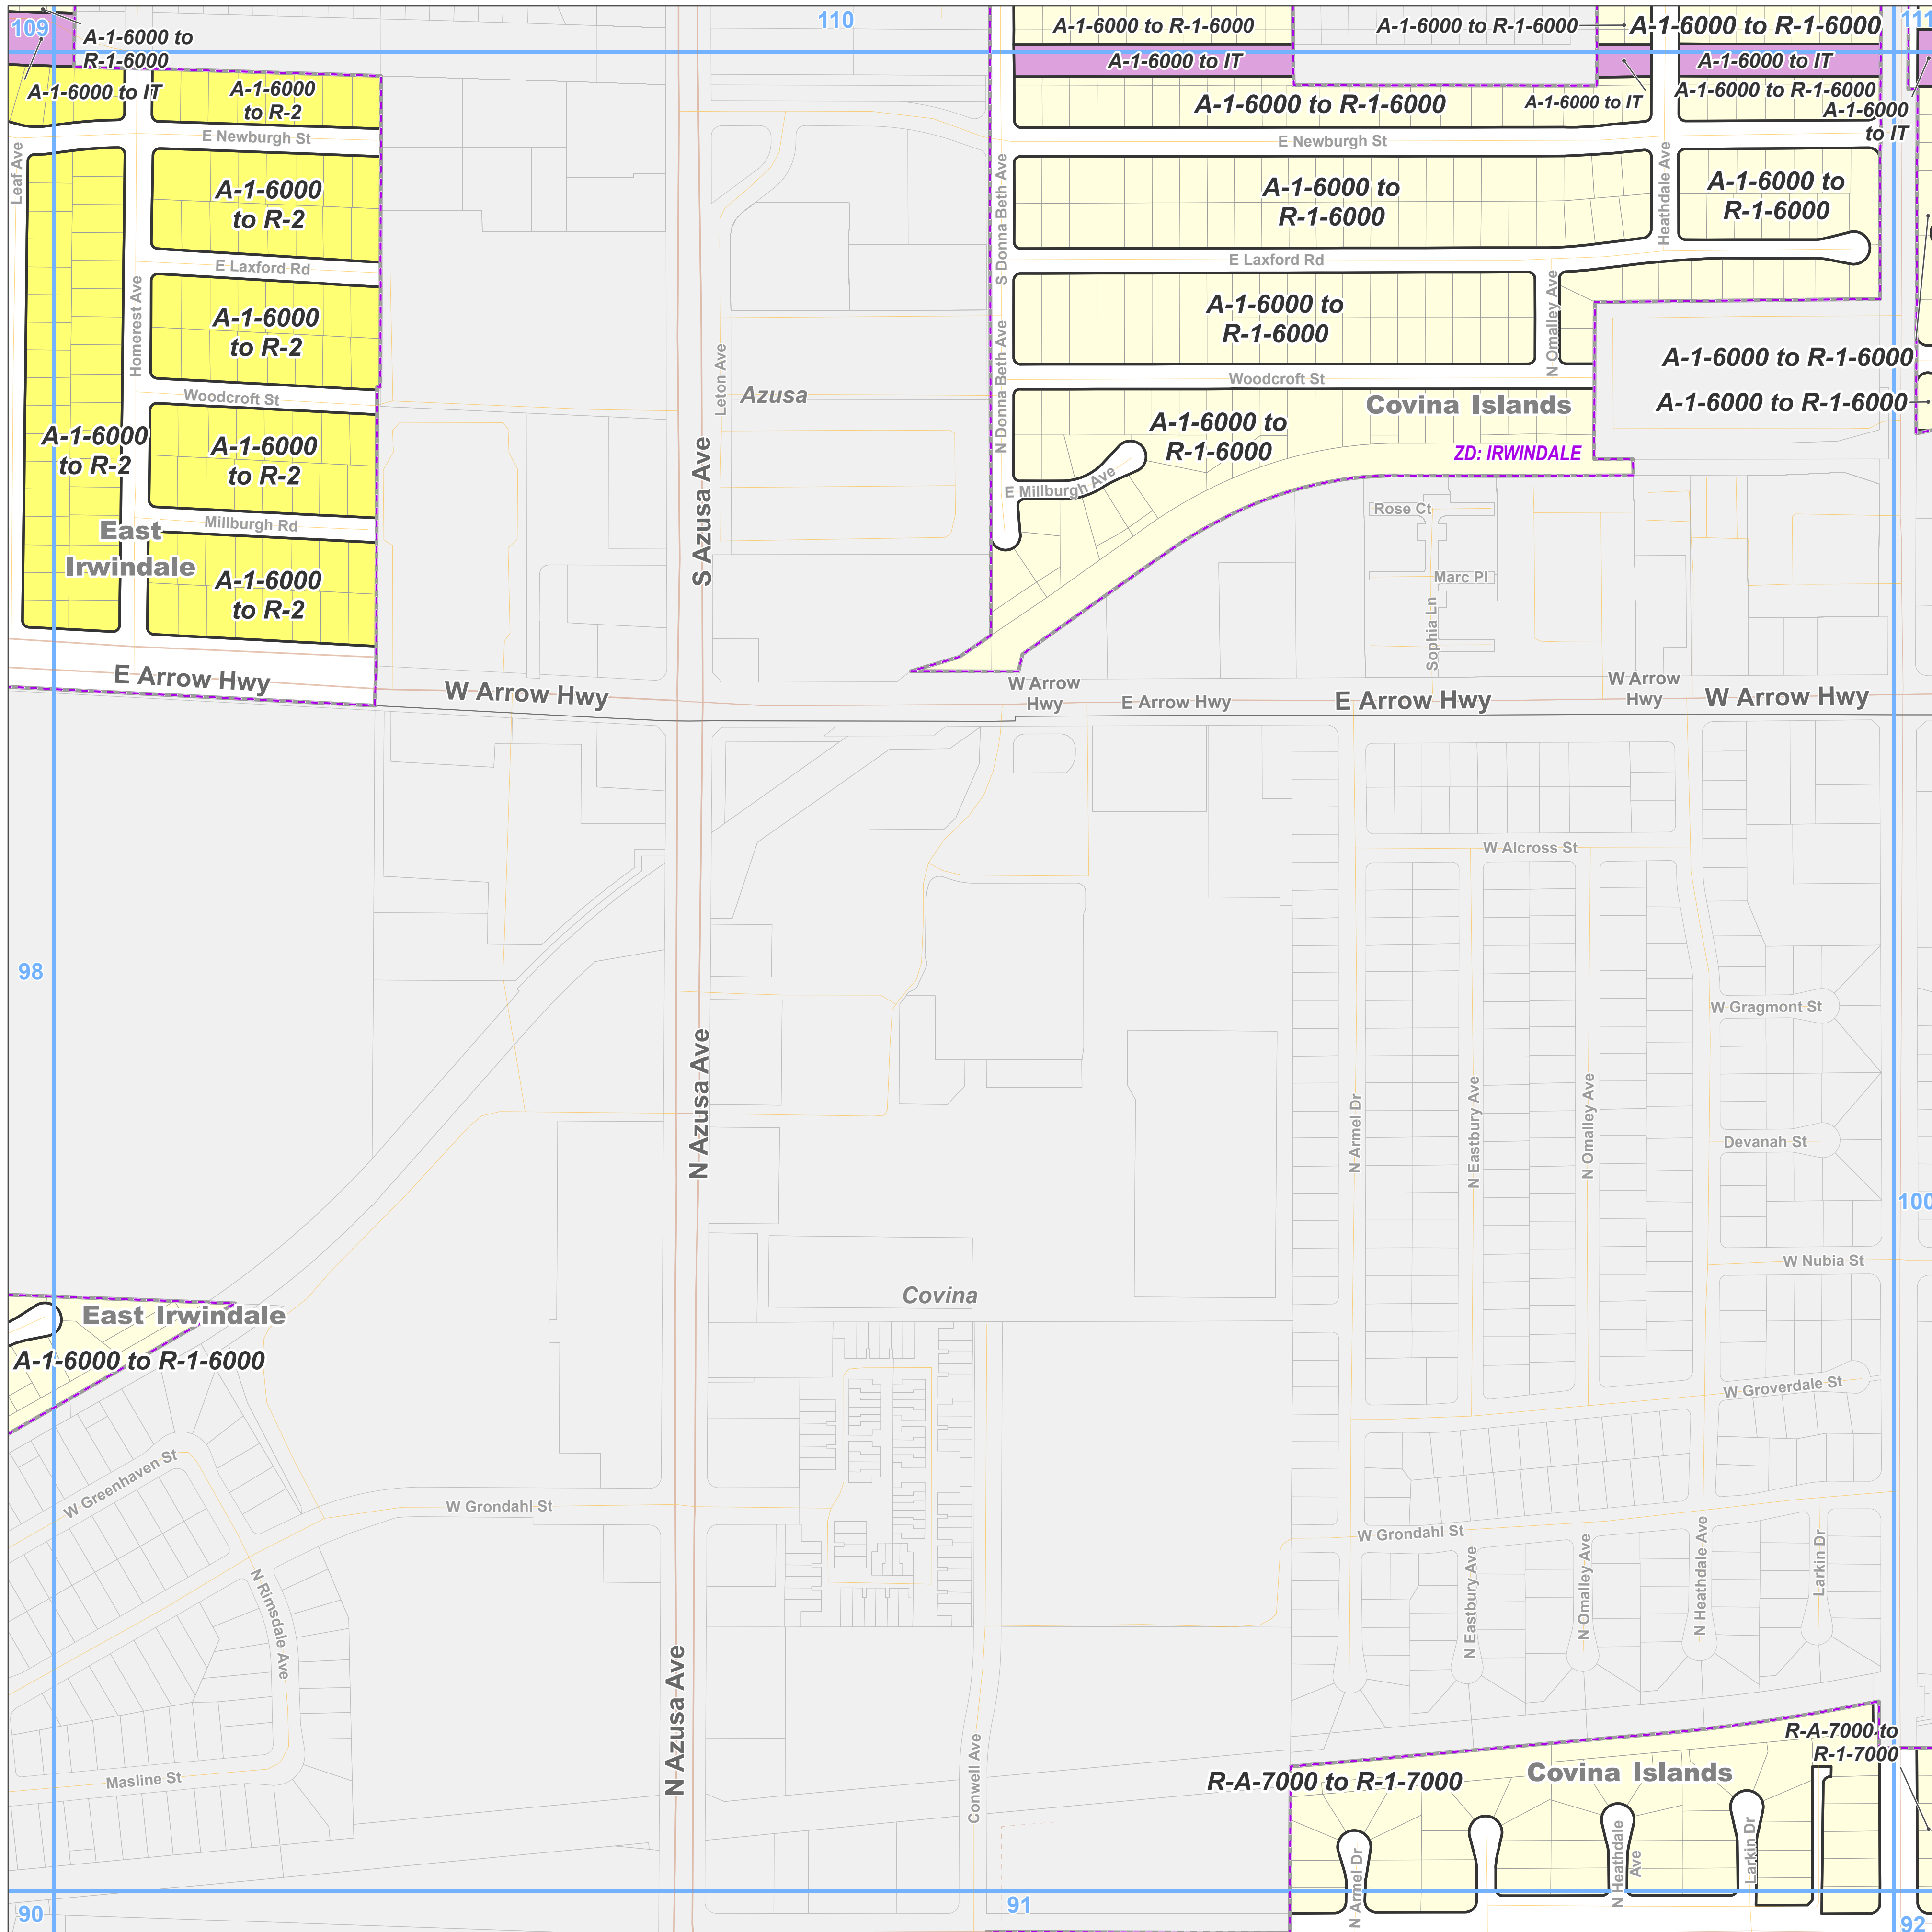 109
110
111
A-1-6000 to
R-1-6000
A-1-6000 to IT
A-1-6000
to R-2
A-1-6000 to R-1-6000
A-1-6000 to R-1-6000
A-1-6000 to R-1-6000
A-1-6000 to IT
A-1-6000 to IT
A-1-6000 to R-1-6000
A-1-6000 to IT
A-1-6000 to R-1-6000
A-1-6000
to IT
E Newburgh St
E Newburgh St
Leaf Ave
A-1-6000
to R-2
S Donna Beth Ave
A-1-6000 to
R-1-6000
Heathdale Ave
A-1-6000 to
R-1-6000
E Laxford Rd
E Laxford Rd
Homerest Ave
A-1-6000
to R-2
A-1-6000 to
R-1-6000
N Omalley Ave
A-1-6000 to R-1-6000
Leton Ave
N Donna Beth Ave
Woodcroft St
Woodcroft St
Azusa
Covina Islands
A-1-6000 to R-1-6000
A-1-6000
to R-2
A-1-6000
to R-2
A-1-6000 to
R-1-6000
ZD: IRWINDALE
S Azusa Ave
E Millburgh Ave
Rose Ct
Millburgh Rd
East
Irwindale
A-1-6000
to R-2
Marc Pl
Sophia Ln
E Arrow Hwy
W Arrow Hwy
W Arrow
Hwy
E Arrow Hwy
E Arrow Hwy
W Arrow
Hwy
W Arrow Hwy
W Alcross St
98
W Gragmont St
N Azusa Ave
N Armel Dr
N Eastbury Ave
N Omalley Ave
Devanah St
100
W Nubia St
Covina
East Irwindale
A-1-6000 to R-1-6000
W Groverdale St
W Greenhaven St
W Grondahl St
W Grondahl St
N Rimsdale Ave
N Eastbury Ave
N Omalley Ave
N Heathdale Ave
Larkin Dr
N Azusa Ave
Masline St
Conwell Ave
R-A-7000 to
R-1-7000
R-A-7000 to R-1-7000
Covina Islands
N Armel Dr
N Heathdale
Ave
Larkin Dr
90
91
92